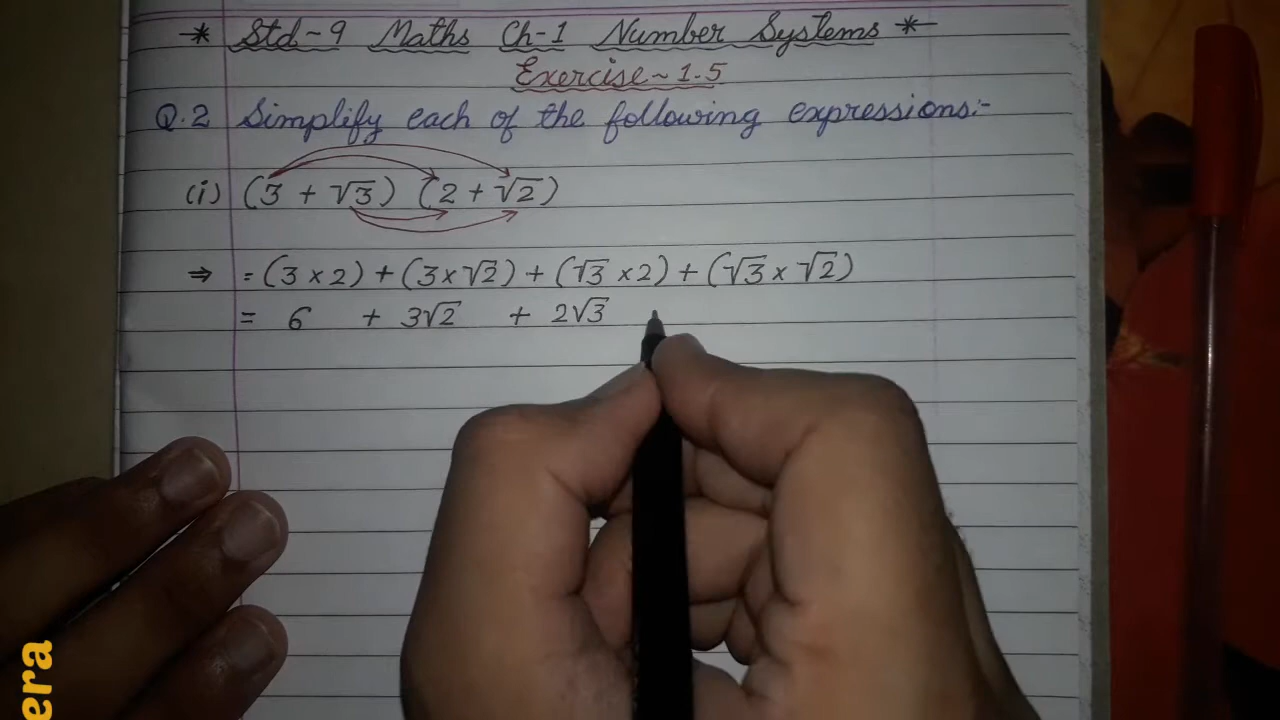 * Std-9 Maths Ch-1 Number Systems *
Exercise~1.5
Q.2 Simplify each of the following expressions:-
(i) (3 + √3) (2 + √2)
⇒ = (3 × 2) + (3 × √2) + (√3 × 2) + (√3 × √2)
= 6 + 3√2 + 2√3
era